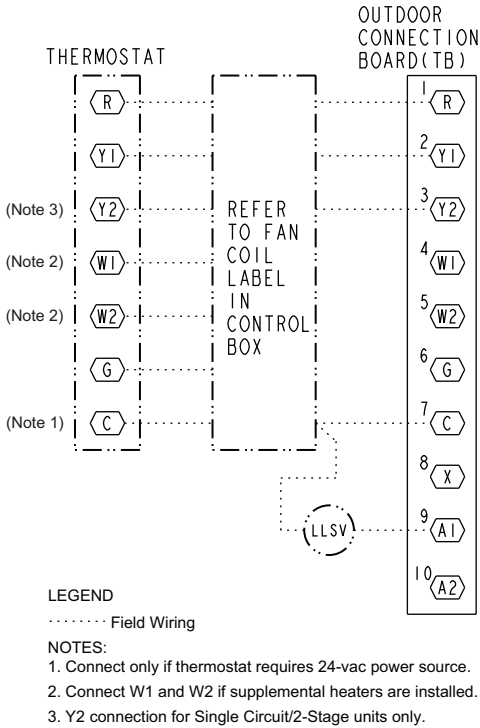 OUTDOOR
CONNECTION
BOARD(TB)
THERMOSTAT
R
1
R
Y1
2
Y1
(Note 3)
Y2
3
Y2
(Note 2)
W1
4
W1
(Note 2)
W2
5
W2
G
6
G
(Note 1)
C
7
C
REFER
TO FAN
COIL
LABEL
IN
CONTROL
BOX
8
X
LLSV
9
A1
10
A2
LEGEND
Field Wiring
NOTES:
1. Connect only if thermostat requires 24-vac power source.
2. Connect W1 and W2 if supplemental heaters are installed.
3. Y2 connection for Single Circuit/2-Stage units only.